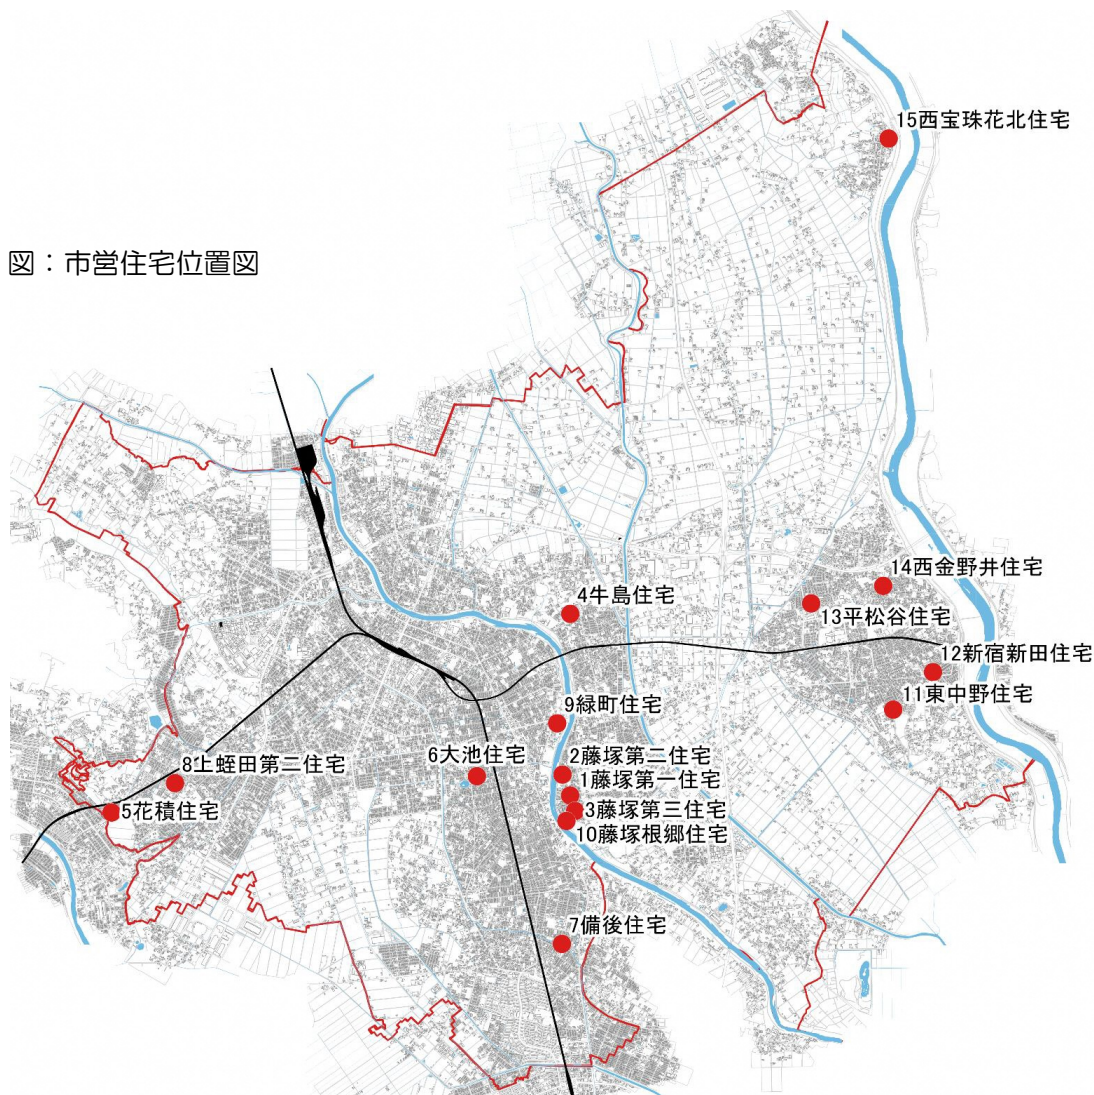 15西宝珠花北住宅
図：市営住宅位置図
14西金野井住宅
4牛島住宅
13平松谷住宅
12新宿新田住宅
11東中野住宅
9緑町住宅
6大池住宅
2藤塚第二住宅
8上蛭田第二住宅
1藤塚第一住宅
5花積住宅
3藤塚第三住宅
10藤塚根郷住宅
7備後住宅